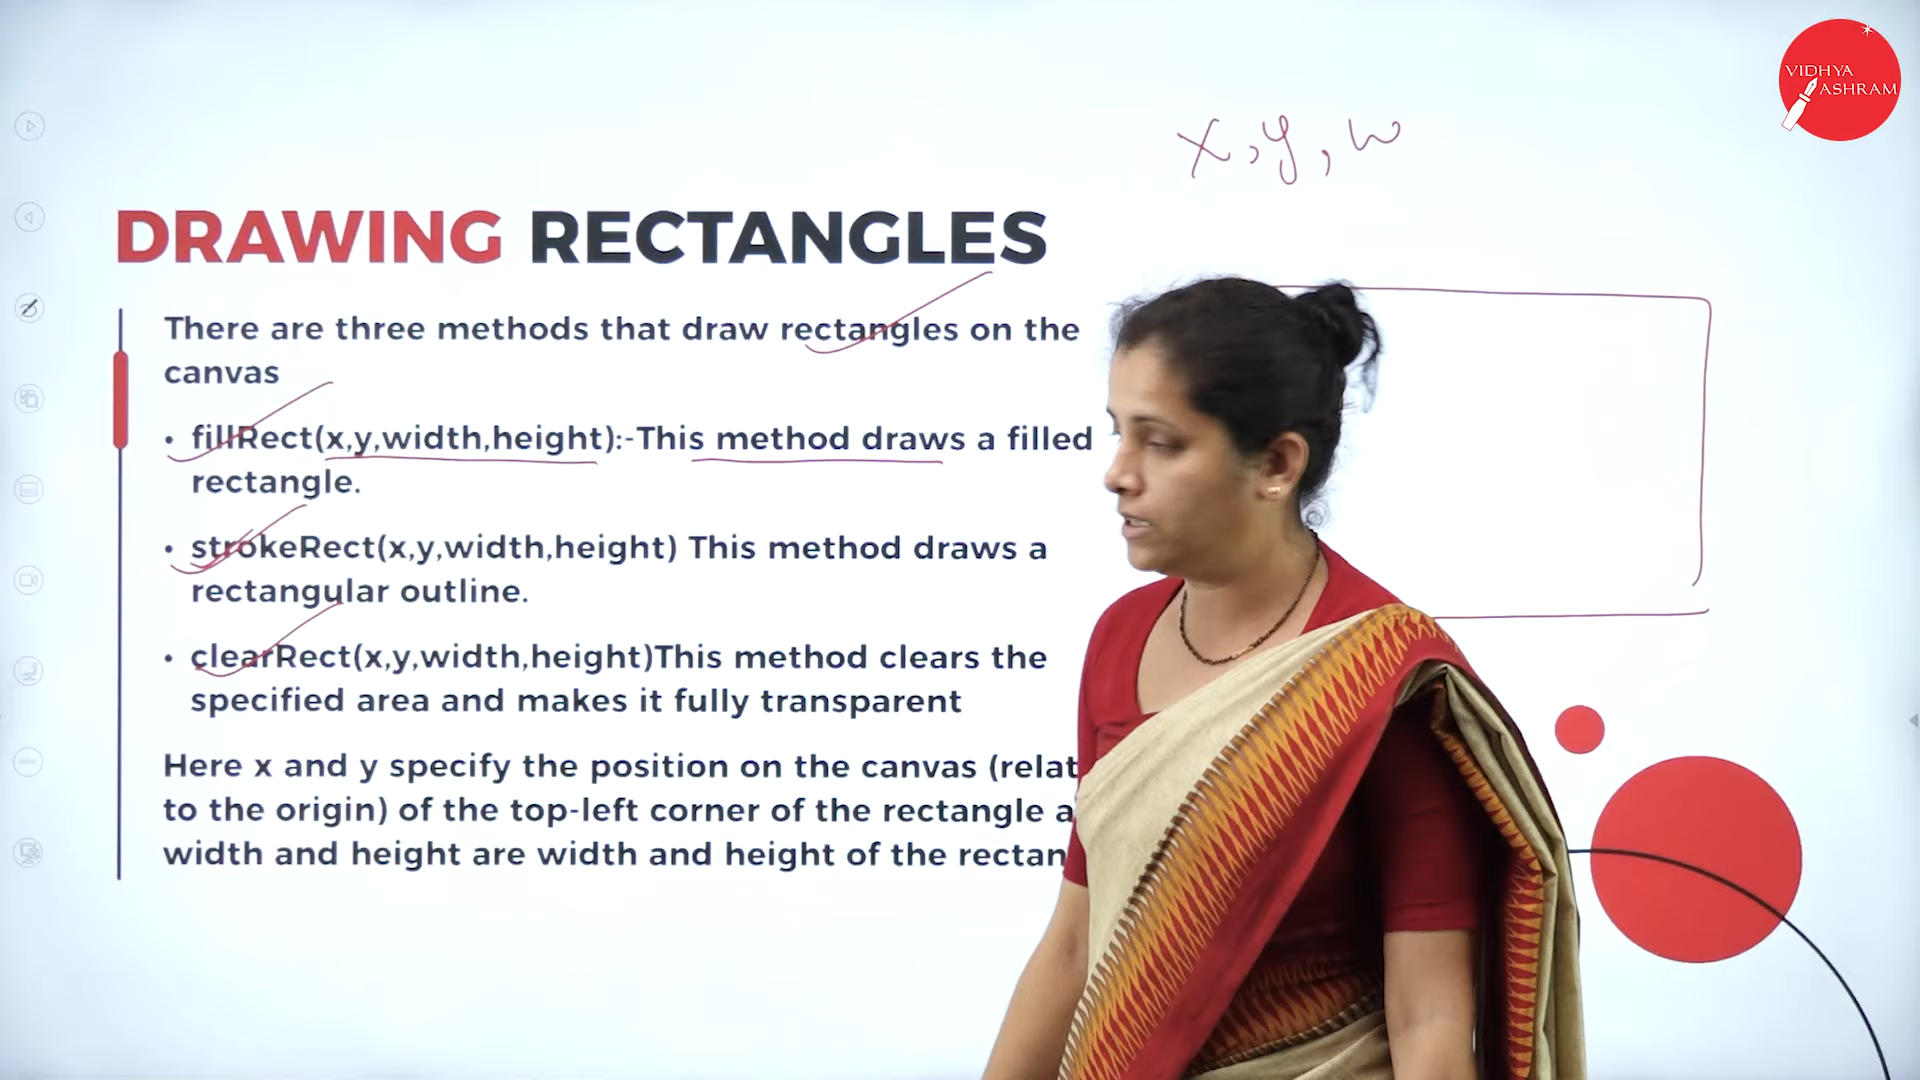 VIDHYA
ASHRAM
x, y, w
DRAWING RECTANGLES
There are three methods that draw rectangles on the
canvas
• fillRect(x,y,width,height):-This method draws a filled
rectangle.
• strokeRect(x,y,width,height) This method draws a
rectangular outline.
• clearRect(x,y,width,height)This method clears the
specified area and makes it fully transparent
Here x and y specify the position on the canvas (relat
to the origin) of the top-left corner of the rectangle a
width and height are width and height of the rectan